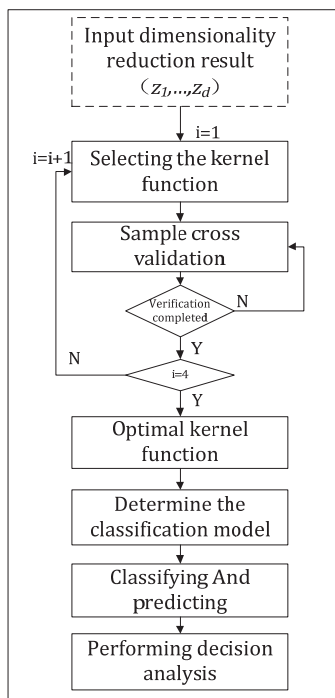 Input dimensionality
reduction result
（z1,...,zd）
i=1
i=i+1
Selecting the kernel
function
Sample cross
validation
Verification
completed
N
Y
N
i=4
Y
Optimal kernel
function
Determine the
classification model
Classifying And
predicting
Performing decision
analysis